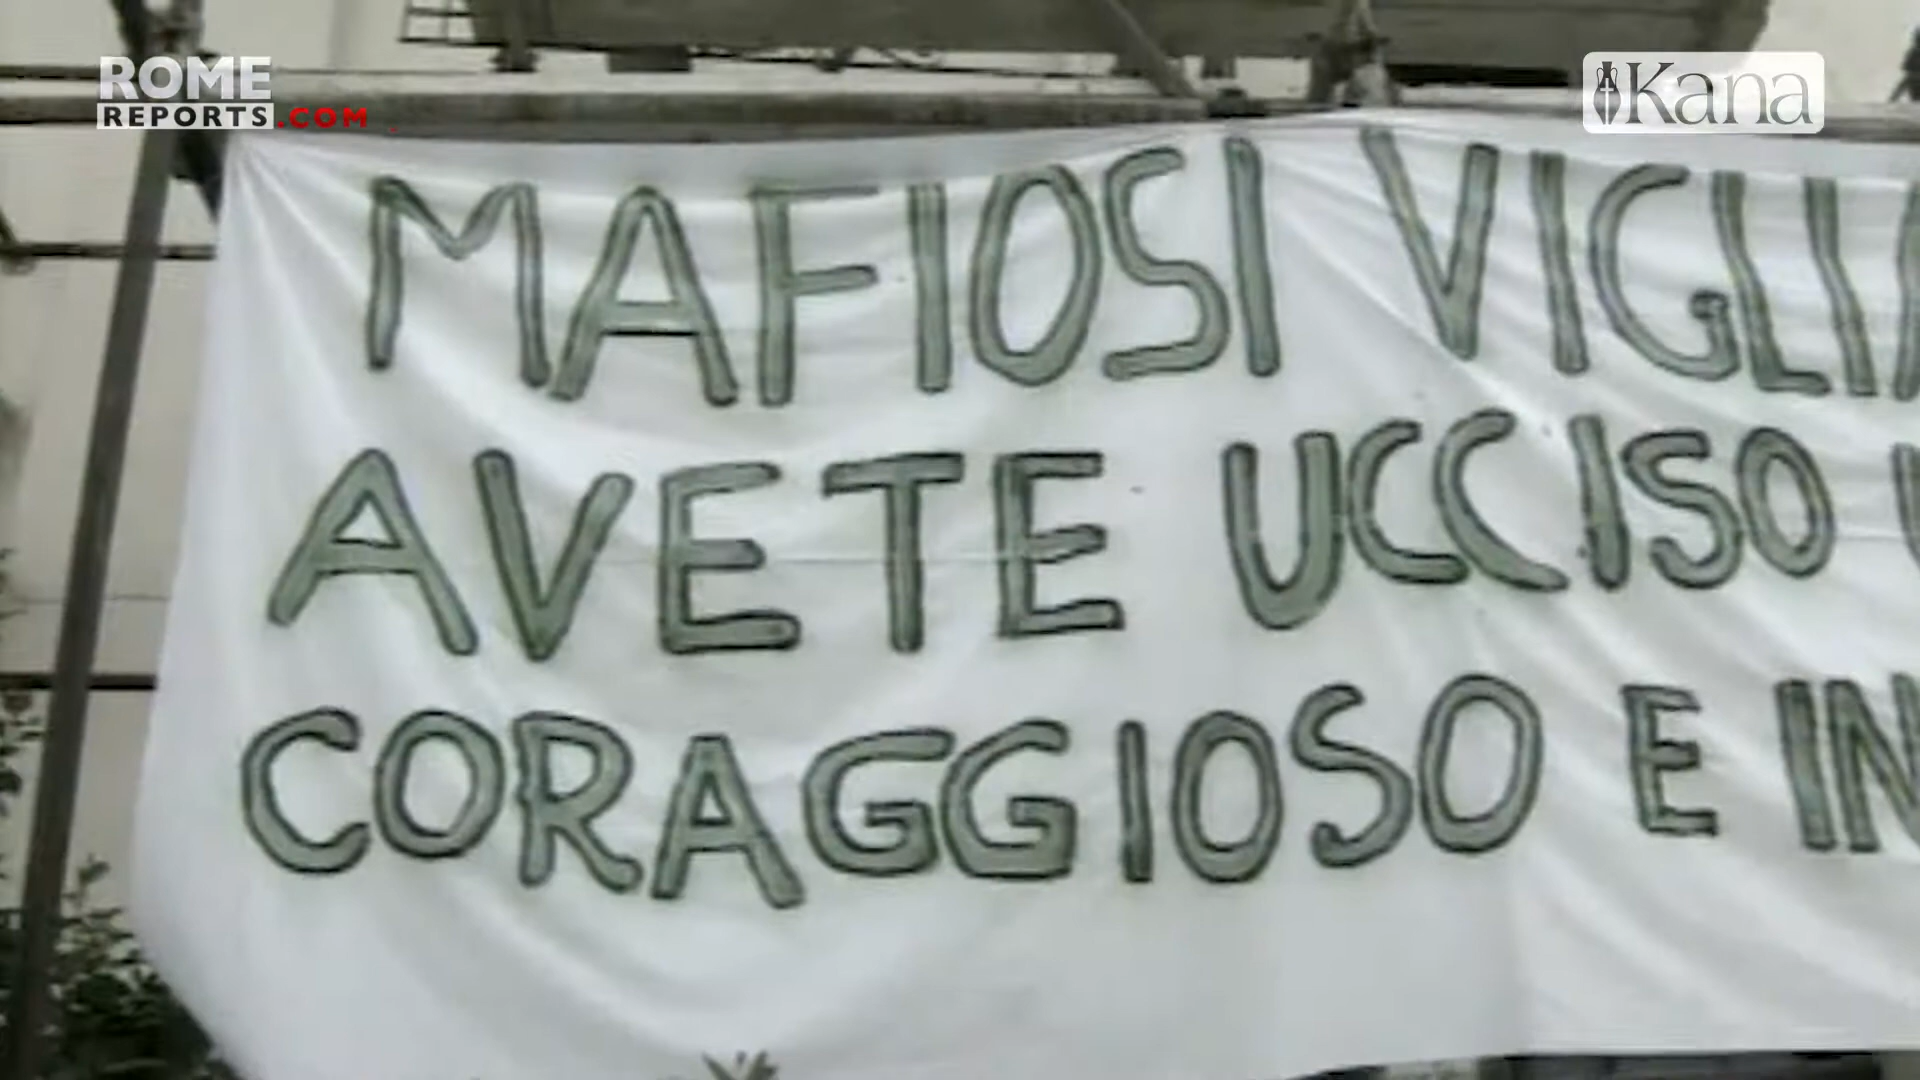 ROME
REPORTS.COM
Kana
MAFIOSI
AVETE UCCISO
CORAGGIOSO E